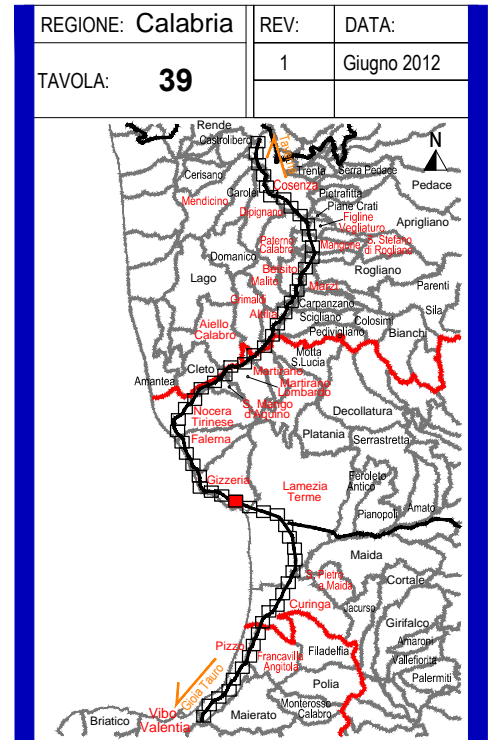 REGIONE: Calabria
REV:
DATA:
TAVOLA: 39
1
Giugno 2012
Rende
Castrolibero
Taranto
N
Cerisano
Trenta
Serra Pedace
Pedace
Carolei
Cosenza
Pietrafitta
Mendicino
Piane Crati
Dipignano
Figline
Vegliaturo
Aprigliano
Paterno
Calabro
Mangone
S. Stefano
di Rogliano
Domanico
Belsito
Rogliano
Lago
Malito
Marzi
Parenti
Grimaldi
Carpanzano
Sila
Altilia
Scigliano
Colosimi
Aiello
Calabro
Pedivigliano
Bianchi
Motta
S.Lucia
Cleto
Martirano
Amantea
Martirano
Lombardo
S. Mango
d'Aquino
Nocera
Tirinese
Decollatura
Falerna
Platania
Serrastretta
Gizzeria
Lamezia
Terme
Feroleto
Antico
Pianopoli
Amato
Maida
S. Pietro
a Maida
Cortale
Curinga
Jacurso
Girifalco
Pizzo
Amaroni
Francavilla
Angitola
Filadelfia
Vallefiorita
Gioia Tauro
Polia
Palermiti
Vibo
Valentia
Monterosso
Calabro
Briatico
Maierato